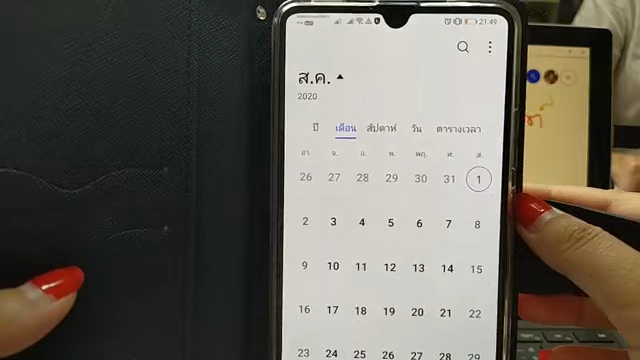 21:49
ส.ค.
2020
ปี เดือน สัปดาห์ วัน ตารางเวลา
อา. จ. อ. พ. พฤ. ศ. ส.
26 27 28 29 30 31 1
2 3 4 5 6 7 8
9 10 11 12 13 14 15
16 17 18 19 20 21 22
23 24 25 26 27 28 29